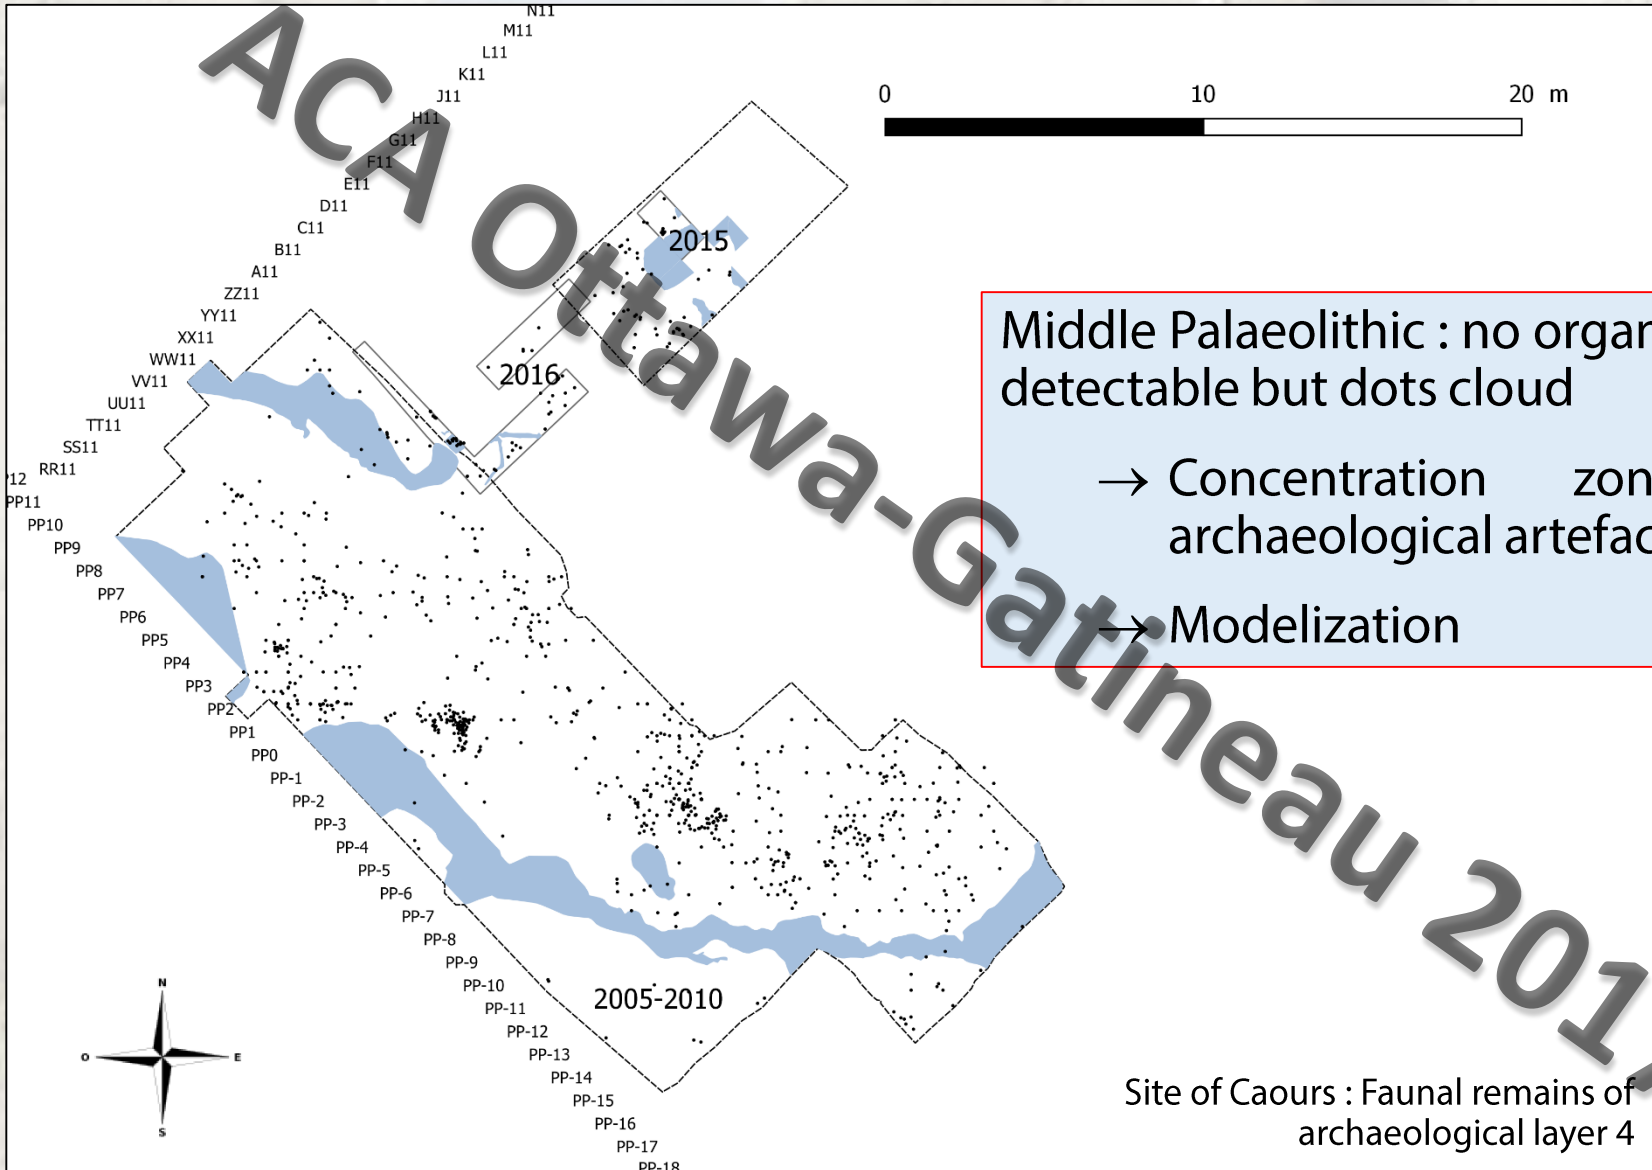 N11
M11
L11
K11
J11
H11
G11
F11
E11
D11
C11
B11
A11
ZZ11
YY11
XX11
WW11
VV11
UU11
TT11
SS11
RR11
PP11
PP10
PP9
PP8
PP7
PP6
PP5
PP4
PP3
PP2
PP1
PP0
PP-1
PP-2
PP-3
PP-4
PP-5
PP-6
PP-7
PP-8
PP-9
PP-10
PP-11
PP-12
PP-13
PP-14
PP-15
PP-16
PP-17
PP-18
0 10 20 m
2015
2016
2005-2010
N
O E
S
Middle Palaeolithic : no
detectable but dots cloud
→ Concentration
archaeological
→ Modelization
Site of Caours : Faunal remains of
archaeological layer 4
ACA Ottawa-Gatineau